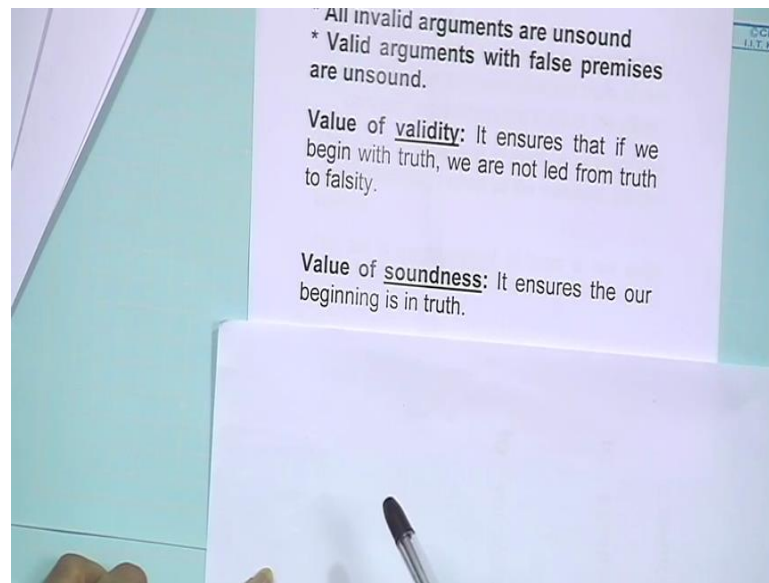 * All invalid arguments are unsound
* Valid arguments with false premises
are unsound.
Value of validity: It ensures that if we
begin with truth, we are not led from truth
to falsity.
Value of soundness: It ensures the our
beginning is in truth.